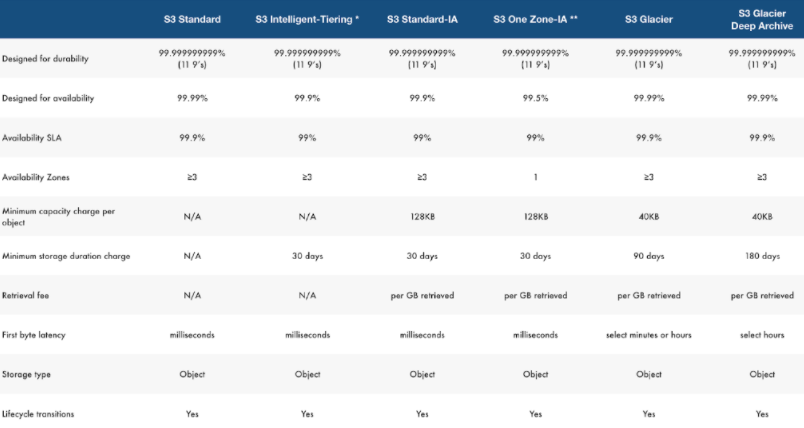 S3 Standard S3 Intelligent-Tiering * S3 Standard-IA S3 One Zone-IA ** S3 Glacier S3 Glacier Deep Archive
Designed for durability 99.999999999% (11 9's) 99.999999999% (11 9's) 99.999999999% (11 9's) 99.999999999% (11 9's) 99.999999999% (11 9's) 99.999999999% (11 9's)
Designed for availability 99.99% 99.9% 99.9% 99.5% 99.99% 99.99%
Availability SLA 99.9% 99% 99% 99% 99.9% 99.9%
Availability Zones ≥3 ≥3 ≥3 1 ≥3 ≥3
Minimum capacity charge per object N/A N/A 128KB 128KB 40KB 40KB
Minimum storage duration charge N/A 30 days 30 days 30 days 90 days 180 days
Retrieval fee N/A N/A per GB retrieved per GB retrieved per GB retrieved per GB retrieved
First byte latency milliseconds milliseconds milliseconds milliseconds select minutes or hours select hours
Storage type Object Object Object Object Object Object
Lifecycle transitions Yes Yes Yes Yes Yes Yes